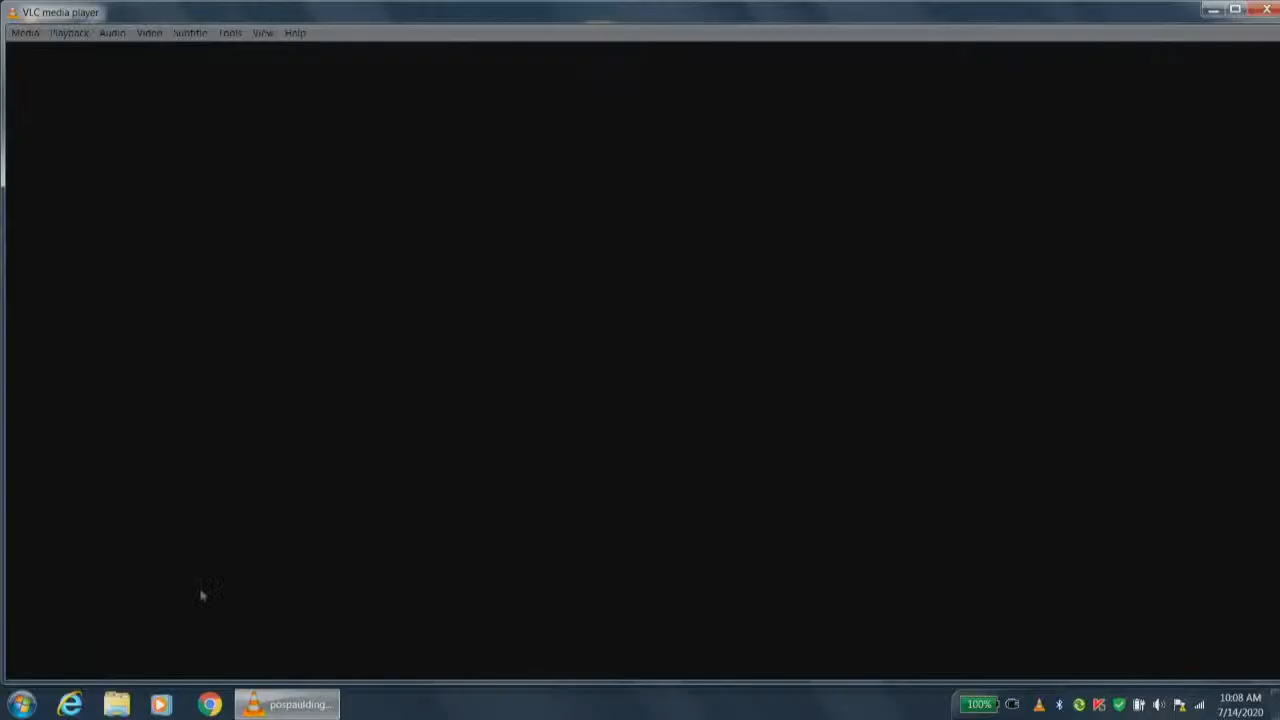 VLC media player
Media Playback Audio Video Subtitle Tools View Help
pospaulding...
100%
10:08 AM
7/14/2020